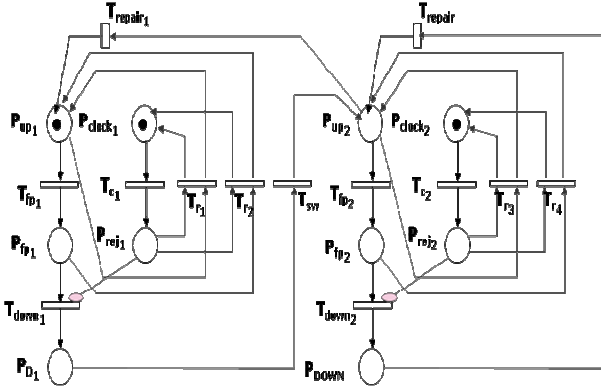 Trepair1
Trepair
Pup1
Pclock1
Pup2
Pclock2
Tfp1
Tc1
Tr1
Tr2
Tsw
Tfp2
Tc2
Tr3
Tr4
Pfp1
Prej1
Pfp2
Prej2
Tdown1
Tdown2
PD1
PDOWN